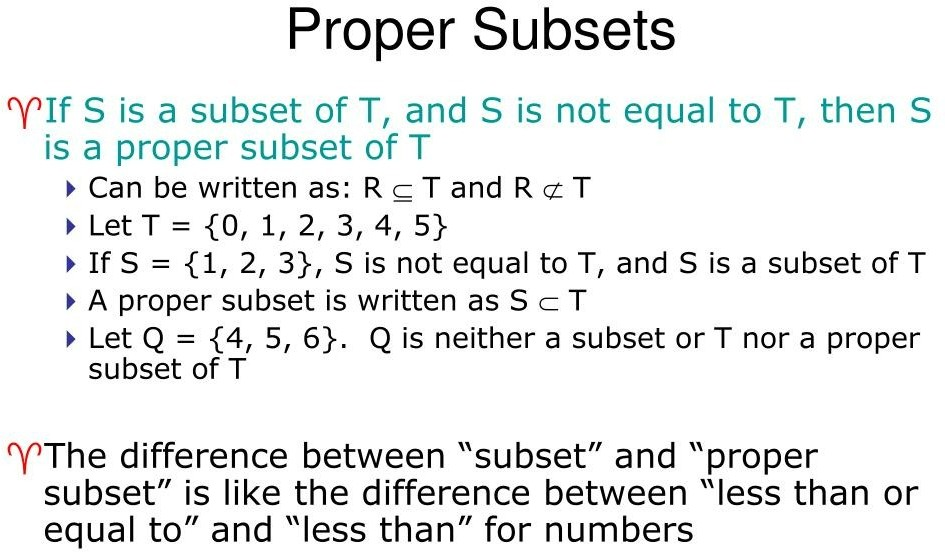 Proper Subsets
♈If S is a subset of T, and S is not equal to T, then S
is a proper subset of T
Can be written as: R ⊆ T and R ⊄ T
Let T = {0, 1, 2, 3, 4, 5}
If S = {1, 2, 3}, S is not equal to T, and S is a subset of T
A proper subset is written as S ⊂ T
Let Q = {4, 5, 6}.  Q is neither a subset or T nor a proper
subset of T
♈The difference between “subset” and “proper
subset” is like the difference between “less than or
equal to” and “less than” for numbers